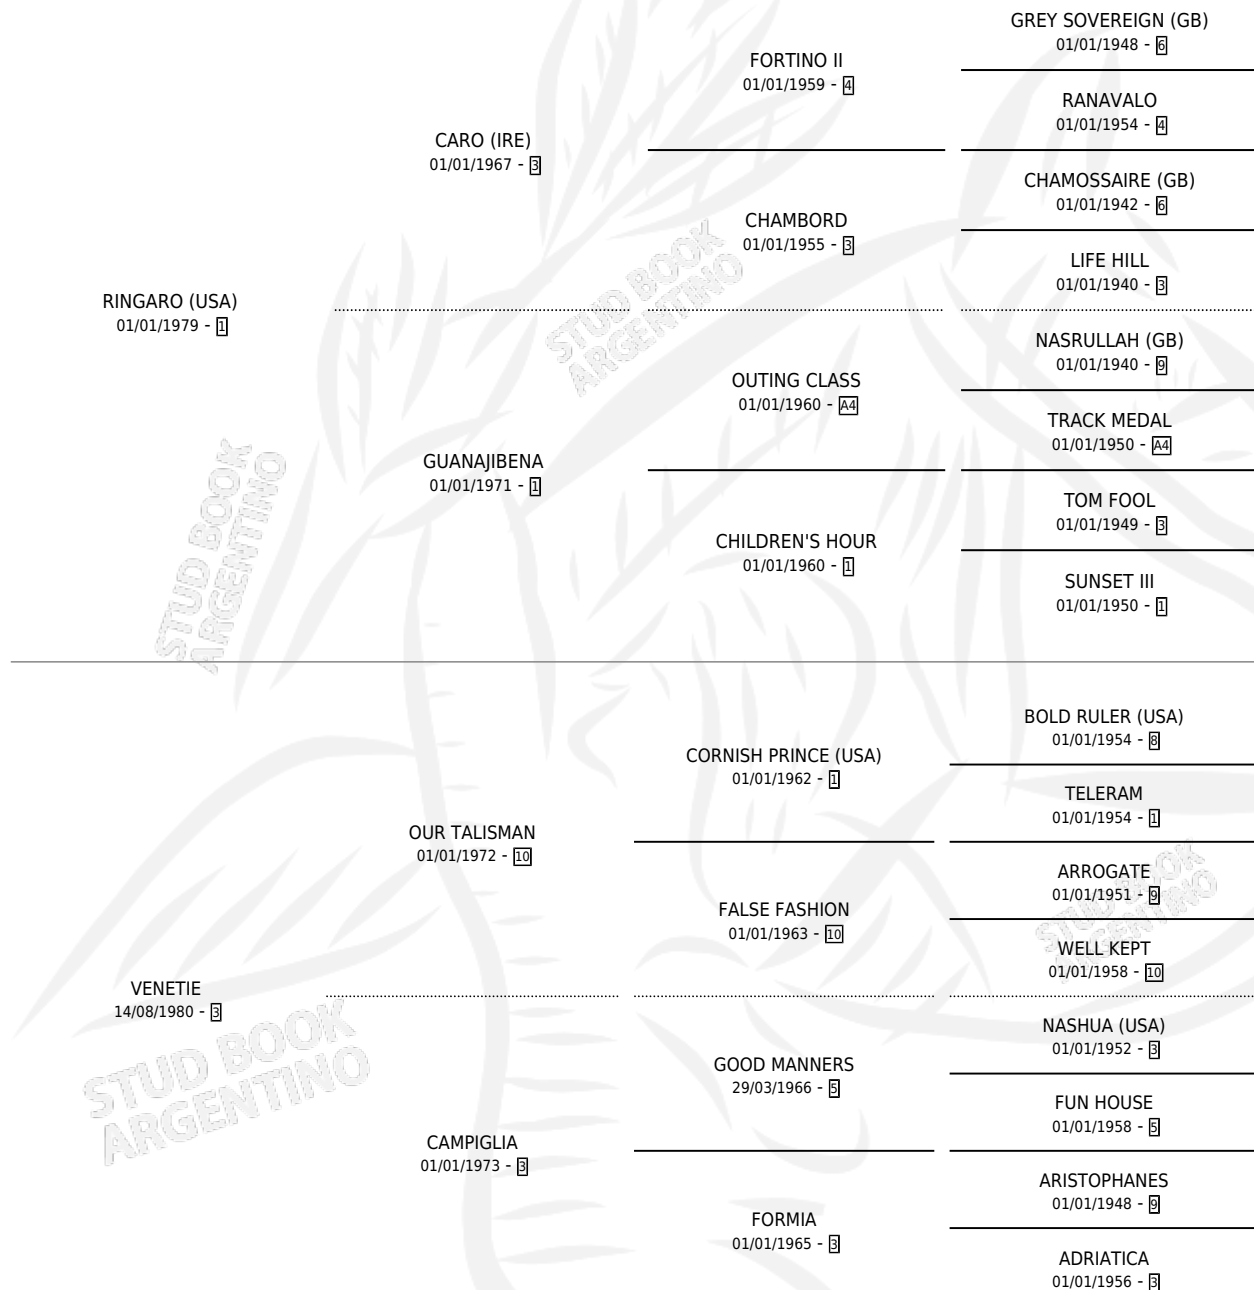 GREY SOVEREIGN (GB)
01/01/1948 - 6
FORTINO II
01/01/1959 - 4
RANAVALO
01/01/1954 - 4
CARO (IRE)
01/01/1967 - 3
CHAMOSSAIRE (GB)
01/01/1942 - 6
CHAMBORD
01/01/1955 - 3
LIFE HILL
01/01/1940 - 3
RINGARO (USA)
01/01/1979 - 1
NASRULLAH (GB)
01/01/1940 - 9
OUTING CLASS
01/01/1960 - A4
TRACK MEDAL
01/01/1950 - A4
GUANAJIBENA
01/01/1971 - 1
TOM FOOL
01/01/1949 - 3
CHILDREN'S HOUR
01/01/1960 - 1
SUNSET III
01/01/1950 - 1
BOLD RULER (USA)
01/01/1954 - 8
CORNISH PRINCE (USA)
01/01/1962 - 1
TELERAM
01/01/1954 - 1
OUR TALISMAN
01/01/1972 - 10
ARROGATE
01/01/1951 - 9
FALSE FASHION
01/01/1963 - 10
WELL KEPT
01/01/1958 - 10
VENETIE
14/08/1980 - 3
NASHUA (USA)
01/01/1952 - 3
GOOD MANNERS
29/03/1966 - 5
FUN HOUSE
01/01/1958 - 5
CAMPIGLIA
01/01/1973 - 3
ARISTOPHANES
01/01/1948 - 9
FORMIA
01/01/1965 - 3
ADRIATICA
01/01/1956 - 3
STUD BOOK
ARGENTINO
STUD BOOK
ARGENTINO
STUD BOOK
ARGENTINO
STUD BOOK
ARGENTINO